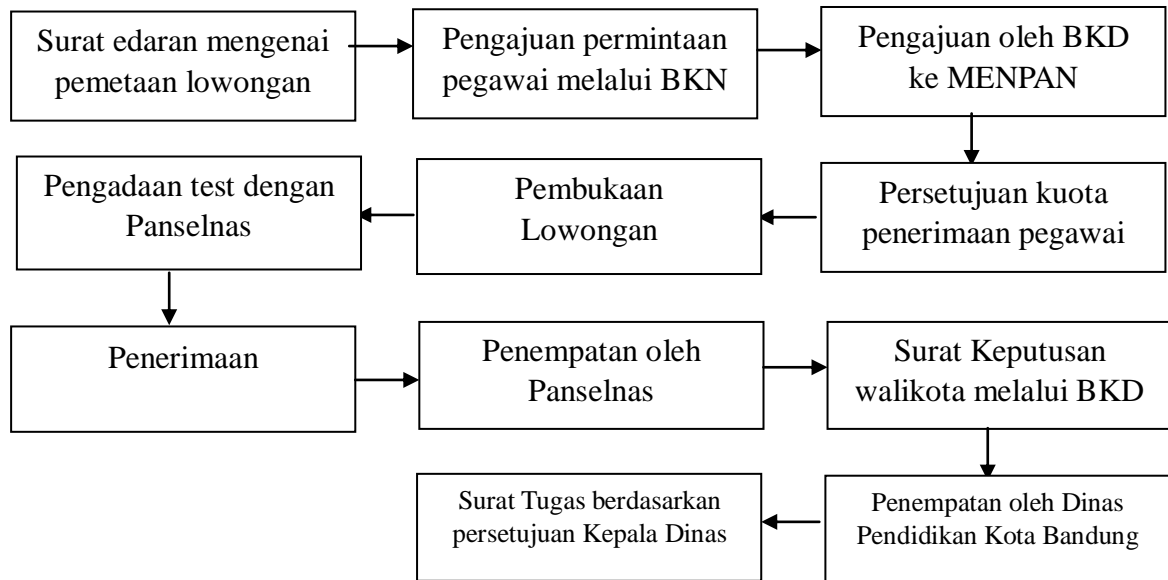 Surat edaran mengenai
pemetaan lowongan
Pengajuan permintaan
pegawai melalui BKN
Pengajuan oleh BKD
ke MENPAN
Persetujuan kuota
penerimaan pegawai
Pembukaan
Lowongan
Pengadaan test dengan
Panselnas
Penerimaan
Penempatan oleh
Panselnas
Surat Keputusan
walikota melalui BKD
Penempatan oleh Dinas
Pendidikan Kota Bandung
Surat Tugas berdasarkan
persetujuan Kepala Dinas